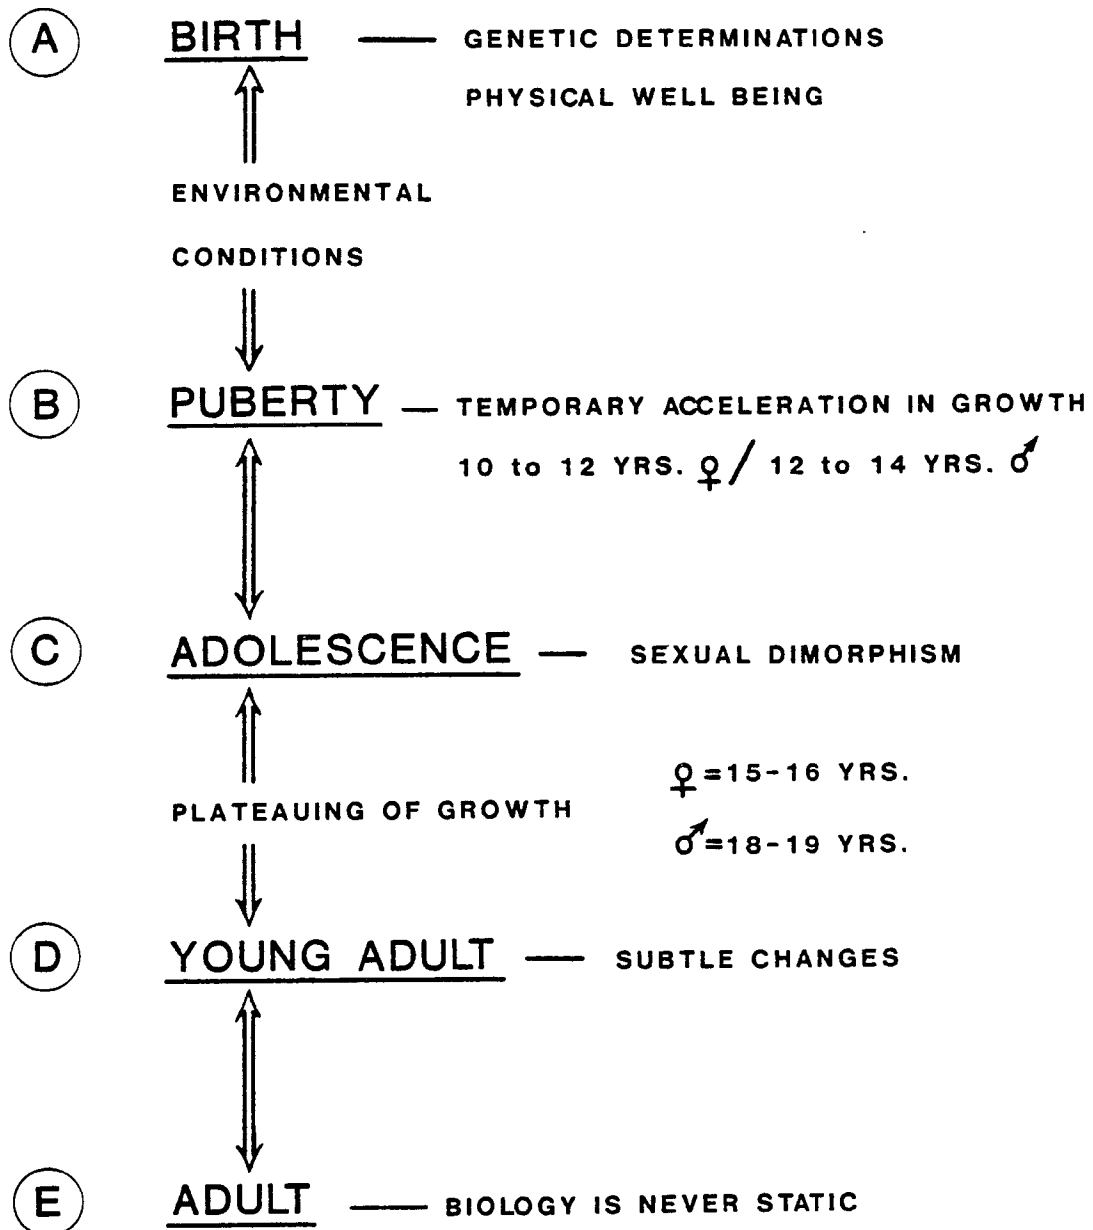 A BIRTH — GENETIC DETERMINATIONS
PHYSICAL WELL BEING
ENVIRONMENTAL
CONDITIONS
B PUBERTY — TEMPORARY ACCELERATION IN GROWTH
10 to 12 YRS. ♀ / 12 to 14 YRS. ♂
C ADOLESCENCE — SEXUAL DIMORPHISM
♀=15-16 YRS.
PLATEAUING OF GROWTH
♂=18-19 YRS.
D YOUNG ADULT — SUBTLE CHANGES
E ADULT — BIOLOGY IS NEVER STATIC